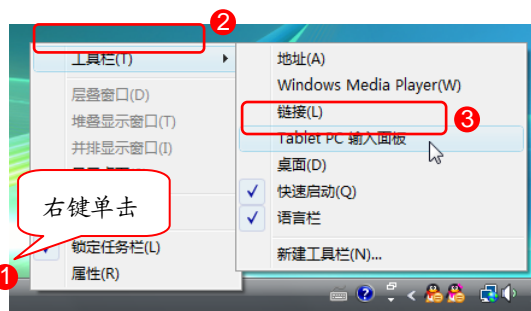 2
工具栏(T)
层叠窗口(D)
堆叠显示窗口(T)
并排显示窗口(I)
右键单击
锁定任务栏(L)
属性(R)
1
地址(A)
Windows Media Player(W)
链接(L)
3
Tablet PC 输入面板
桌面(D)
快速启动(Q)
语言栏
新建工具栏(N)...